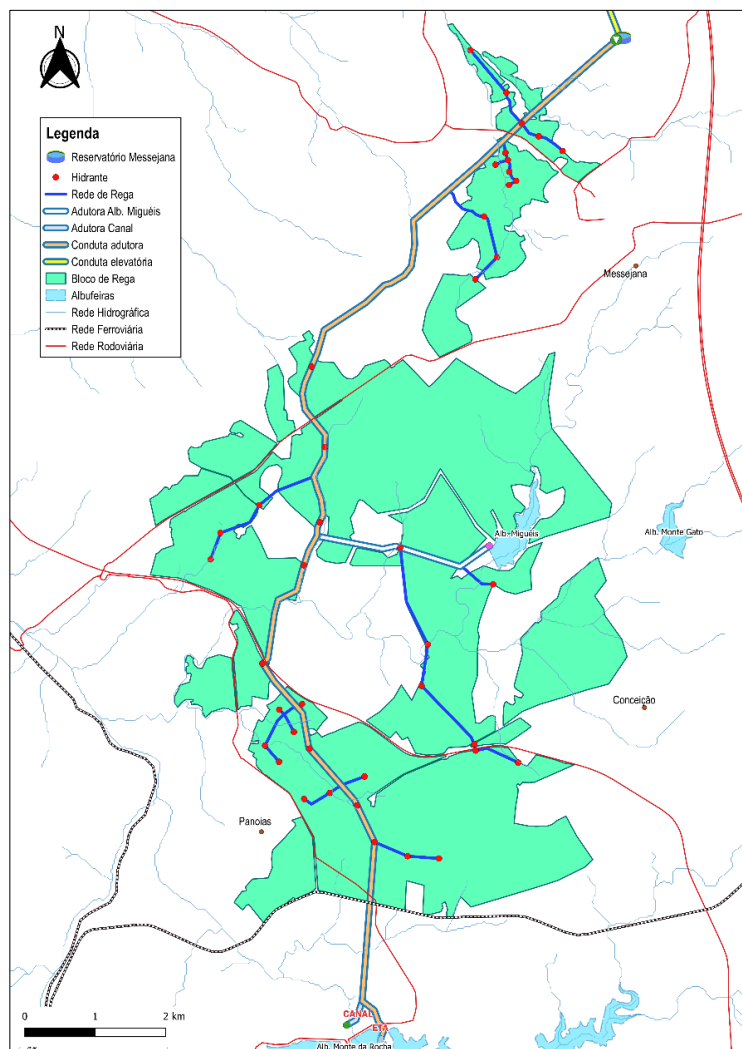 N
Legenda
Reservatório Messejana
Hidrante
Rede de Rega
Adutora Alb. Miguéis
Adutora Canal
Conduta adutora
Conduta elevatória
Bloco de Rega
Albufeiras
Rede Hidrográfica
Rede Ferroviária
Rede Rodoviária
Messejana
Alb. Miguéis
Alb. Monte Gato
Conceição
Panoias
0 1 2 km
CANAL
ETA
Alb. Monte da Rocha